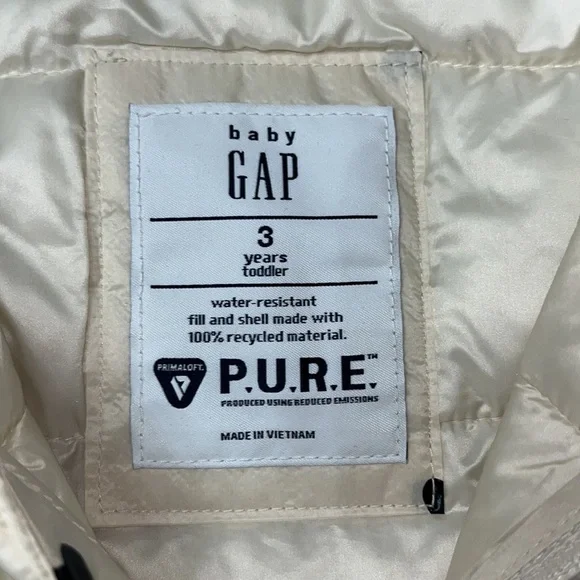 baby
GAP
3
years
toddler
water-resistant
fill and shell made with
100% recycled material.
PRIMALOFT®
P.U.R.E.™
PRODUCED USING REDUCED EMISSIONS
MADE IN VIETNAM